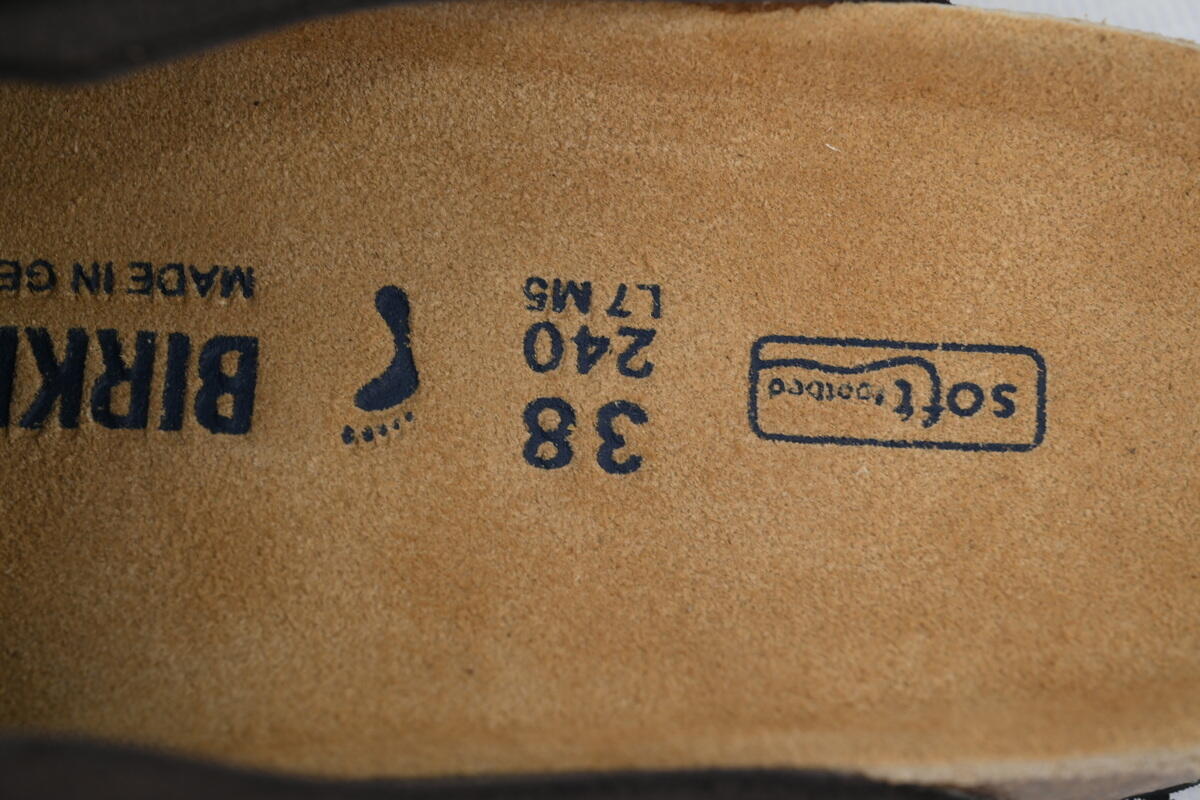 soft footbed
38
240
L7 M5
BIRK
MADE IN GE